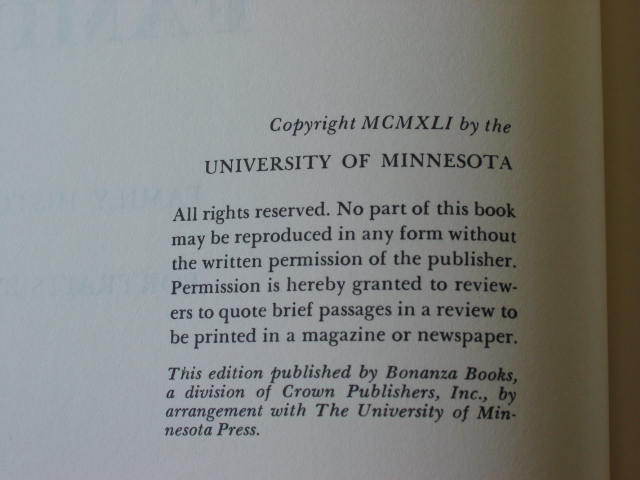 Copyright MCMXLI by the
UNIVERSITY OF MINNESOTA
All rights reserved. No part of this book
may be reproduced in any form without
the written permission of the publisher.
Permission is hereby granted to review-
ers to quote brief passages in a review to
be printed in a magazine or newspaper.
This edition published by Bonanza Books,
a division of Crown Publishers, Inc., by
arrangement with The University of Min-
nesota Press.